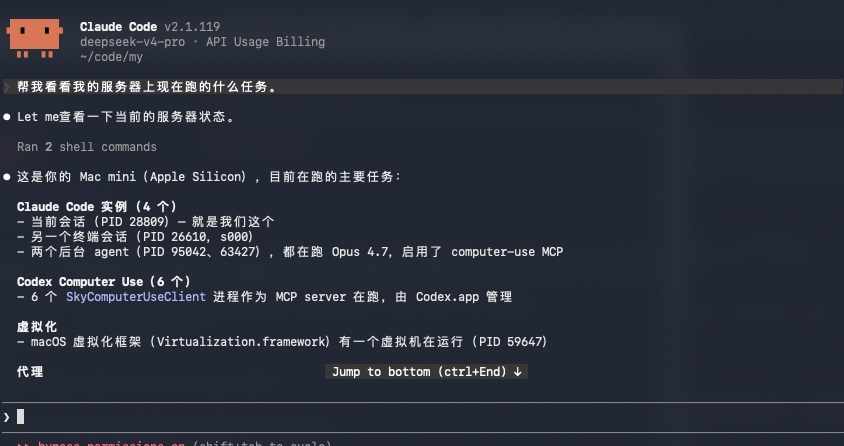 Claude Code v2.1.119
deepseek-v4-pro · API Usage Billing
~/code/my
❯ 帮我看看我的服务器上现在跑的什么任务。
● Let me查看一下当前的服务器状态。
Ran 2 shell commands
● 这是你的 Mac mini (Apple Silicon) ，目前在跑的主要任务：
Claude Code 实例 (4 个)
- 当前会话 (PID 28809) — 就是我们这个
- 另一个终端会话 (PID 26610, s000)
- 两个后台 agent (PID 95042、63427) ，都在跑 Opus 4.7，启用了 computer-use MCP
Codex Computer Use (6 个)
- 6 个 SkyComputerUseClient 进程作为 MCP server 在跑，由 Codex.app 管理
虚拟化
- macOS 虚拟化框架 (Virtualization.framework) 有一个虚拟机在运行 (PID 59647)
代理
Jump to bottom (ctrl+End) ↓
❯
bypass permissions on (shift+tab to cycle)